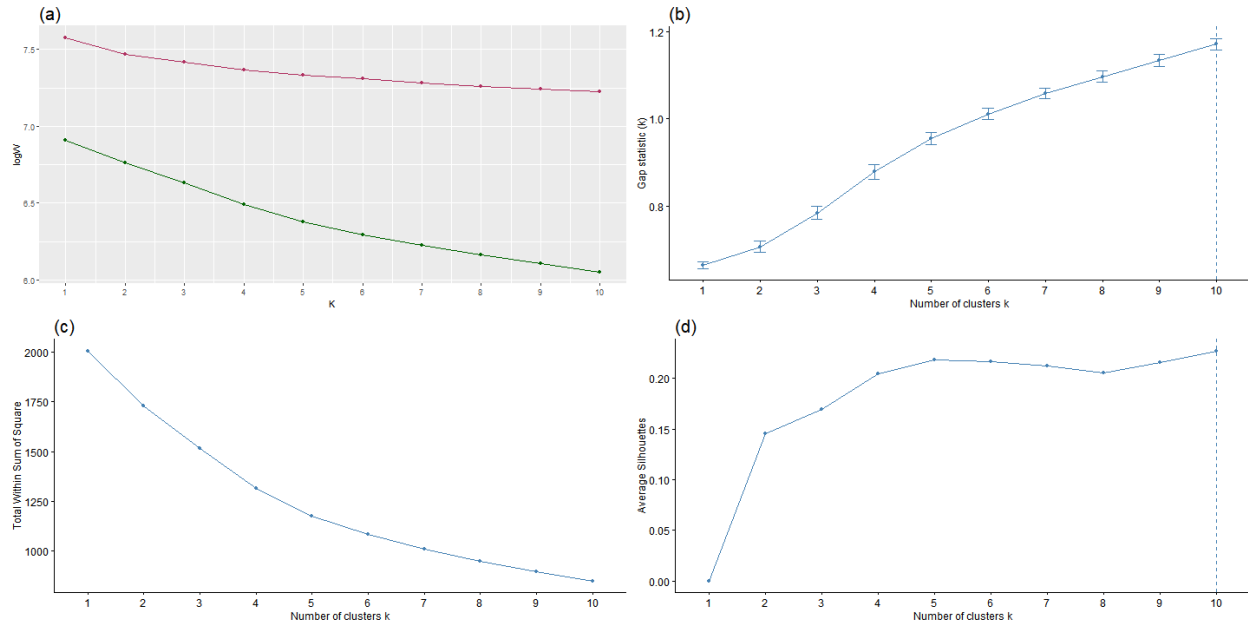 (a)
7.5
7.0
6.5
6.0
logW
1 2 3 4 5 6 7 8 9 10
K
(b)
1.2
1.0
0.8
Gap statistic (k)
1 2 3 4 5 6 7 8 9 10
Number of clusters k
(c)
2000
1750
1500
1250
1000
Total Within Sum of Square
1 2 3 4 5 6 7 8 9 10
Number of clusters k
(d)
0.20
0.15
0.10
0.05
0.00
Average Silhouettes
1 2 3 4 5 6 7 8 9 10
Number of clusters k